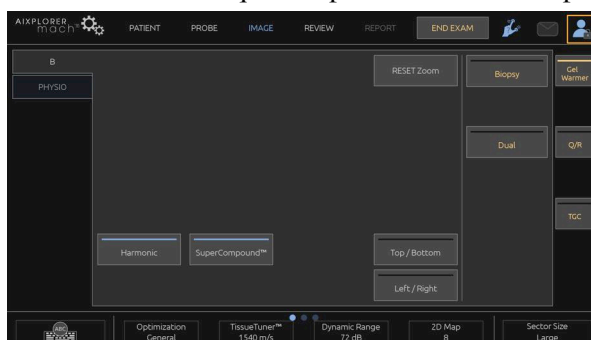 AIXPLORER
mach
PATIENT
PROBE
IMAGE
REVIEW
REPORT
END EXAM
B
PHYSIO
RESET Zoom
Biopsy
Gel
Warmer
Dual
Q/R
TGC
Harmonic
SuperCompound™
Top / Bottom
Left / Right
ABC
Optimization
General
TissueTuner™
1540 m/s
Dynamic Range
72 dB
2D Map
8
Sector Size
Large